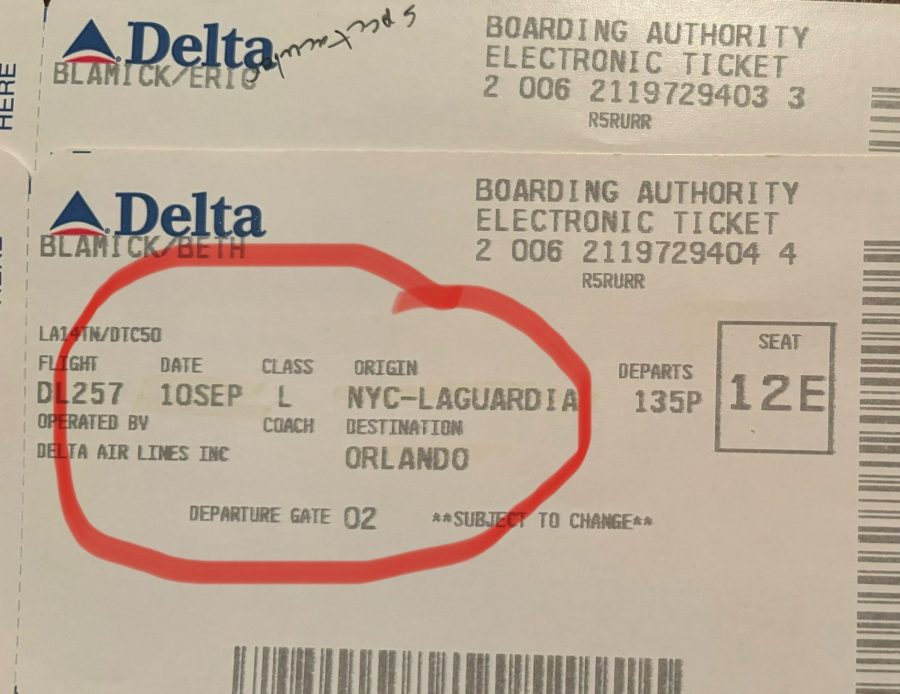 HERE
Delta
BLAMICK/ERIC
BOARDING AUTHORITY
ELECTRONIC TICKET
2 006 2119729403 3
R5RURR
Delta
BLAMICK/BETH
BOARDING AUTHORITY
ELECTRONIC TICKET
2 006 2119729404 4
R5RURR
LA14TN/DTC50
FLIGHT DATE CLASS ORIGIN DEPARTS SEAT
DL257 10SEP L NYC-LAGUARDIA 135P 12E
OPERATED BY COACH DESTINATION
DELTA AIR LINES INC ORLANDO
DEPARTURE GATE 02 **SUBJECT TO CHANGE**